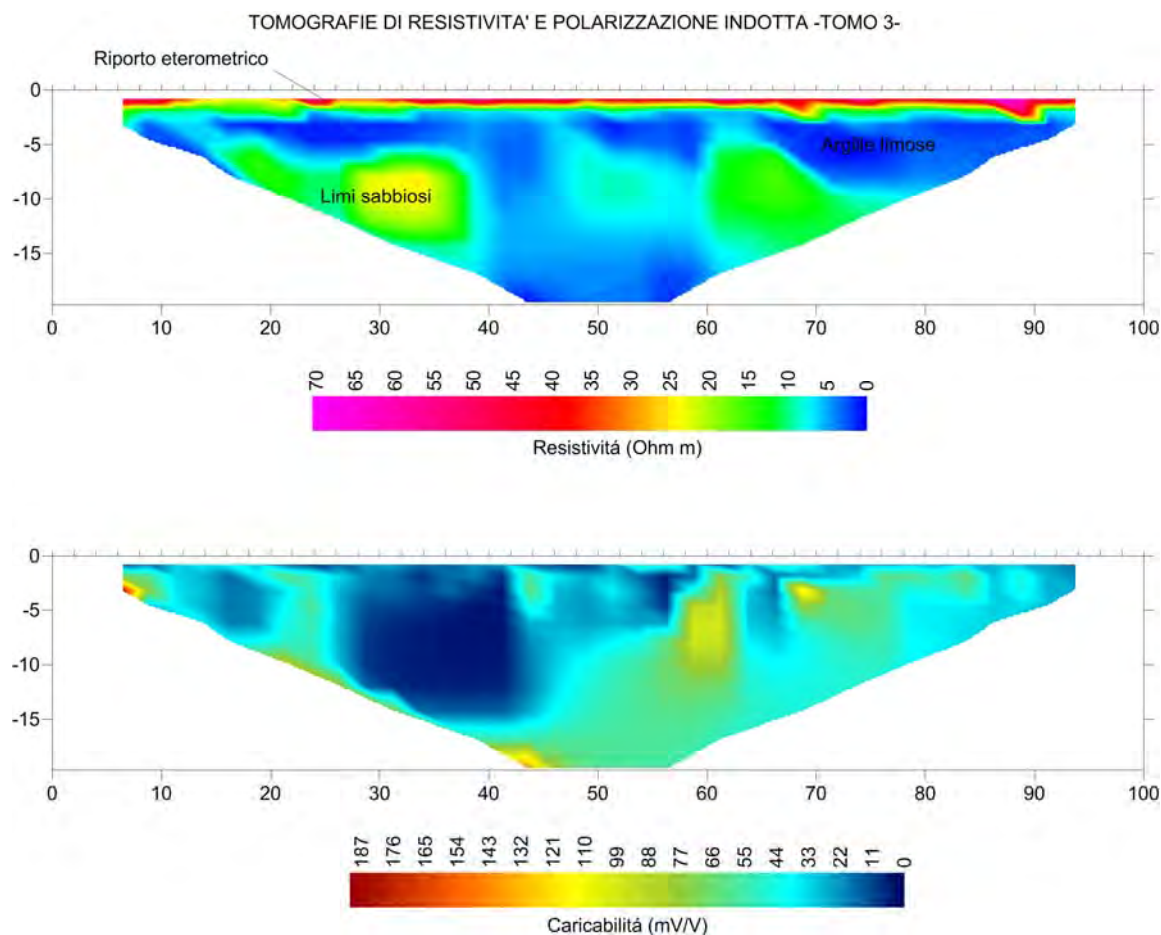 TOMOGRAFIE DI RESISTIVITA' E POLARIZZAZIONE INDOTTA -TOMO 3-
Riporto eterometrico
0
-5
-10
-15
Argille limose
Limi sabbiosi
0 10 20 30 40 50 60 70 80 90 100
70 65 60 55 50 45 40 35 30 25 20 15 10 5 0
Resistivitá (Ohm m)
0
-5
-10
-15
0 10 20 30 40 50 60 70 80 90 100
187 176 165 154 143 132 121 110 99 88 77 66 55 44 33 22 11 0
Caricabilitá (mV/V)